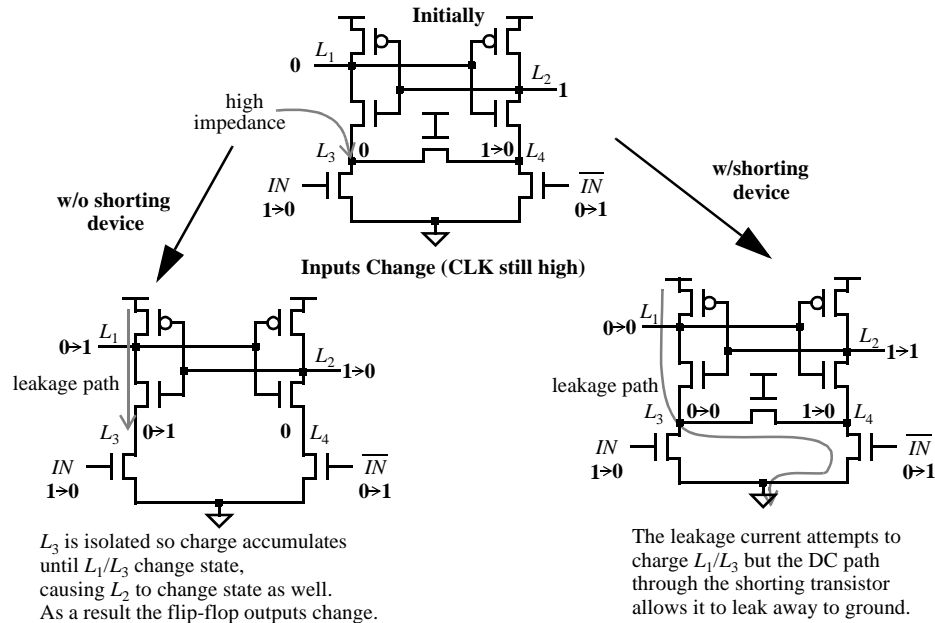 Initially
L1
0
L2
1
high
impedance
L3
0
1→0
L4
IN
1→0
IN
0→1
w/o shorting
device
w/shorting
device
Inputs Change (CLK still high)
L1
0→1
L2
1→0
leakage path
L3
0→1
0
L4
IN
1→0
IN
0→1
L3 is isolated so charge accumulates
until L1/L3 change state,
causing L2 to change state as well.
As a result the flip-flop outputs change.
L1
0→0
L2
1→1
leakage path
L3
0→0
1→0
L4
IN
1→0
IN
0→1
The leakage current attempts to
charge L1/L3 but the DC path
through the shorting transistor
allows it to leak away to ground.